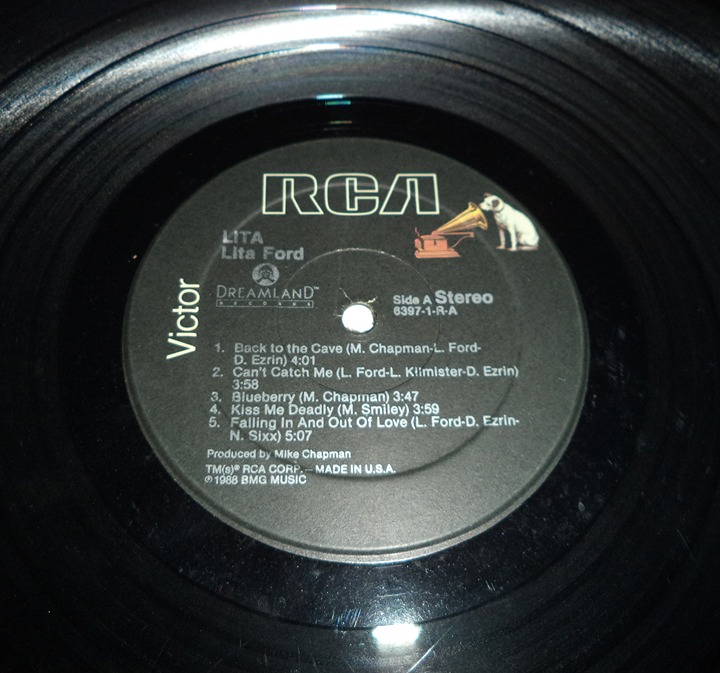 RCA
LITA
Lita Ford
DREAMLAND™
RECORDS
Victor
Side A Stereo
6397-1-R-A
1. Back to the Cave (M. Chapman-L. Ford-
D. Ezrin) 4:01
2. Can't Catch Me (L. Ford-L. Kilmister-D. Ezrin)
3:58
3. Blueberry (M. Chapman) 3:47
4. Kiss Me Deadly (M. Smiley) 3:59
5. Falling In And Out Of Love (L. Ford-D. Ezrin-
N. Sixx) 5:07
Produced by Mike Chapman
TM(s)® RCA CORP. — MADE IN U.S.A.
℗ 1988 BMG MUSIC